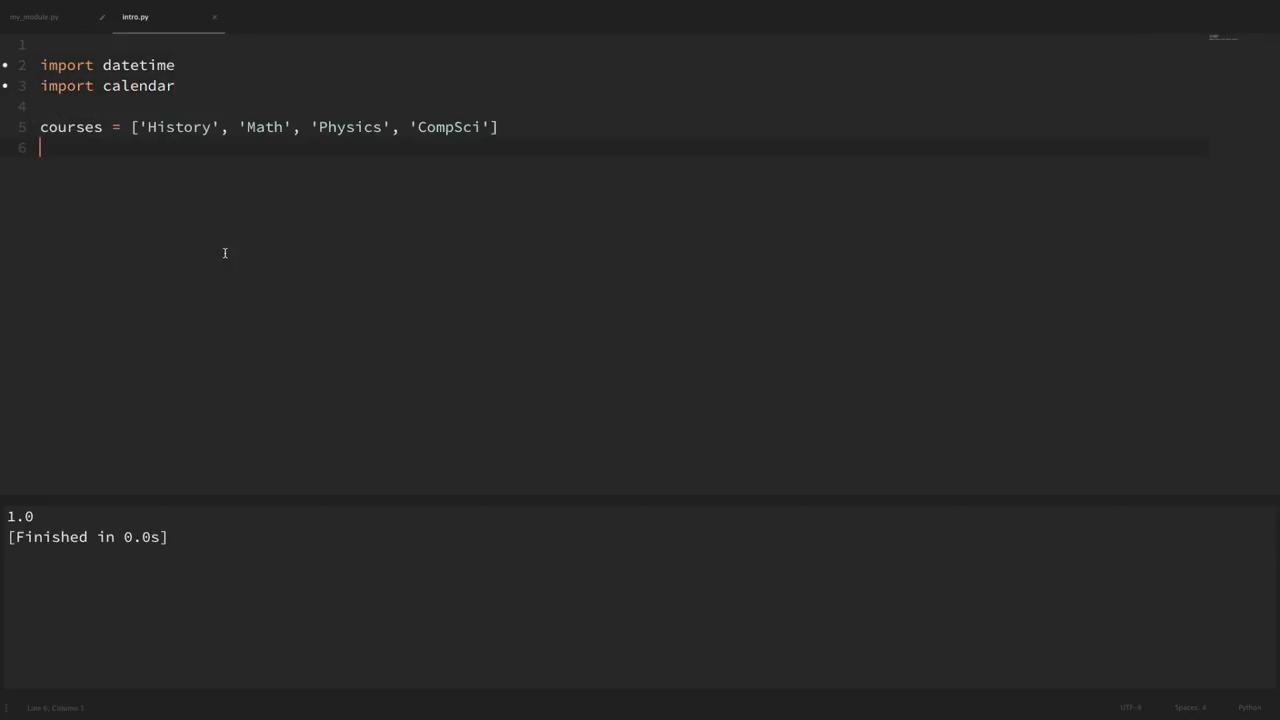 my_module.py intro.py ×
1
2 import datetime
3 import calendar
4
5 courses = ['History', 'Math', 'Physics', 'CompSci']
6
1.0
[Finished in 0.0s]
Line 6, Column 1 UTF-8 Spaces: 4 Python